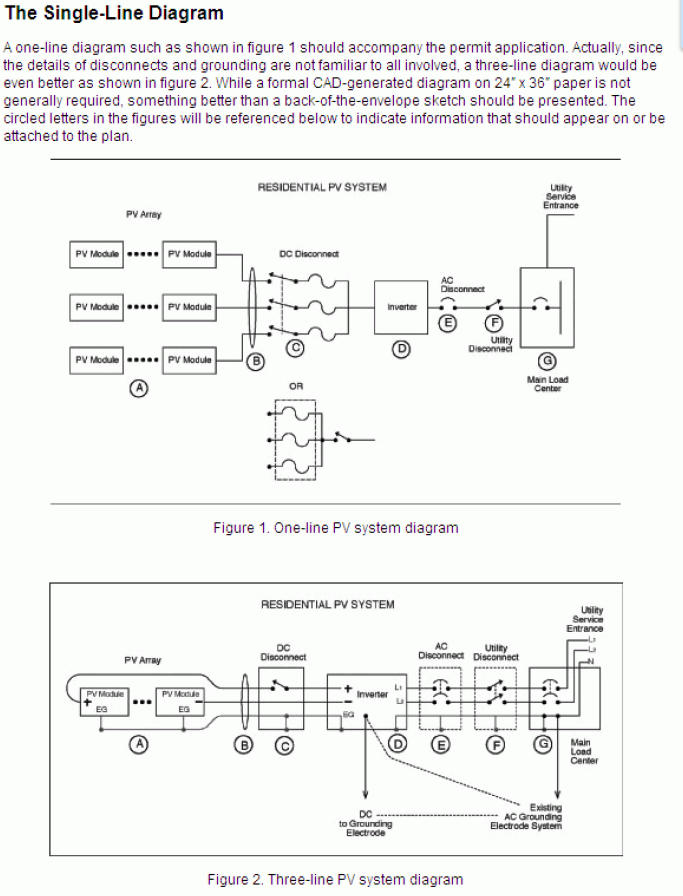 The Single-Line Diagram
A one-line diagram such as shown in figure 1 should accompany the permit application. Actually, since
the details of disconnects and grounding are not familiar to all involved, a three-line diagram would be
even better as shown in figure 2. While a formal CAD-generated diagram on 24” x 36” paper is not
generally required, something better than a back-of-the-envelope sketch should be presented. The
circled letters in the figures will be referenced below to indicate information that should appear on or be
attached to the plan.
RESIDENTIAL PV SYSTEM
Utility
Service
Entrance
PV Array
PV Module
PV Module
DC Disconnect
AC
Disconnect
PV Module
PV Module
Inverter
E
F
Utility
Disconnect
PV Module
PV Module
A
B
C
D
G
Main Load
Center
OR
Figure 1. One-line PV system diagram
RESIDENTIAL PV SYSTEM
Utility
Service
Entrance
L1
L2
N
PV Array
DC
Disconnect
AC
Disconnect
Utility
Disconnect
PV Module
+
EG
PV Module
–
EG
+
–
Inverter
L1
L2
EG
A
B
C
D
E
F
G
Main
Load
Center
DC
to Grounding
Electrode
Existing
AC Grounding
Electrode System
Figure 2. Three-line PV system diagram